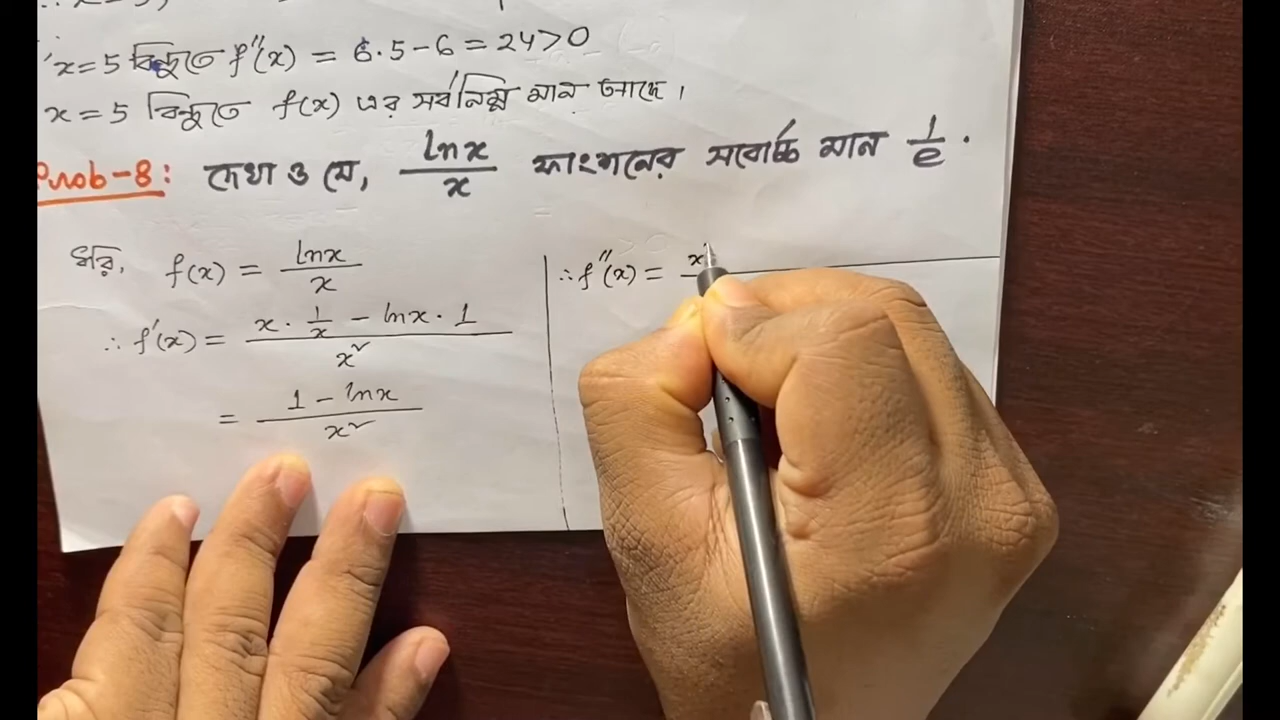 x=5 বিন্দুতে f''(x) = 6·5-6 = 24>0
x=5 বিন্দুতে f(x) এর সর্বনিম্ন মান আছে।
Prob-8: দেখাও যে, lnx/x ফাংশনের সর্বোচ্চ মান 1/e.
ধরি, f(x) = lnx/x
∴ f'(x) = (x·1/x - lnx·1)/x²
= (1 - lnx)/x²
∴ f''(x) = x²